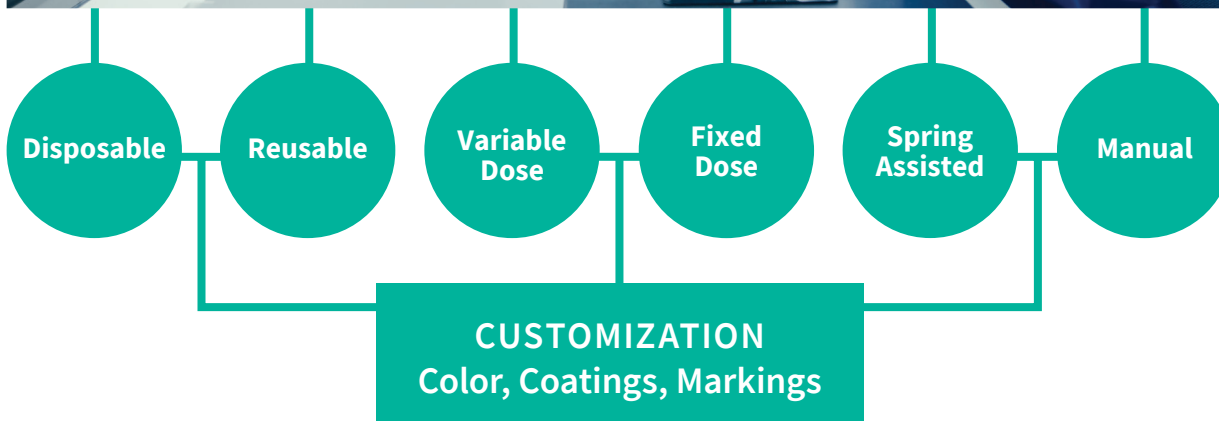 Disposable
Reusable
Variable
Dose
Fixed
Dose
Spring
Assisted
Manual
CUSTOMIZATION
Color, Coatings, Markings